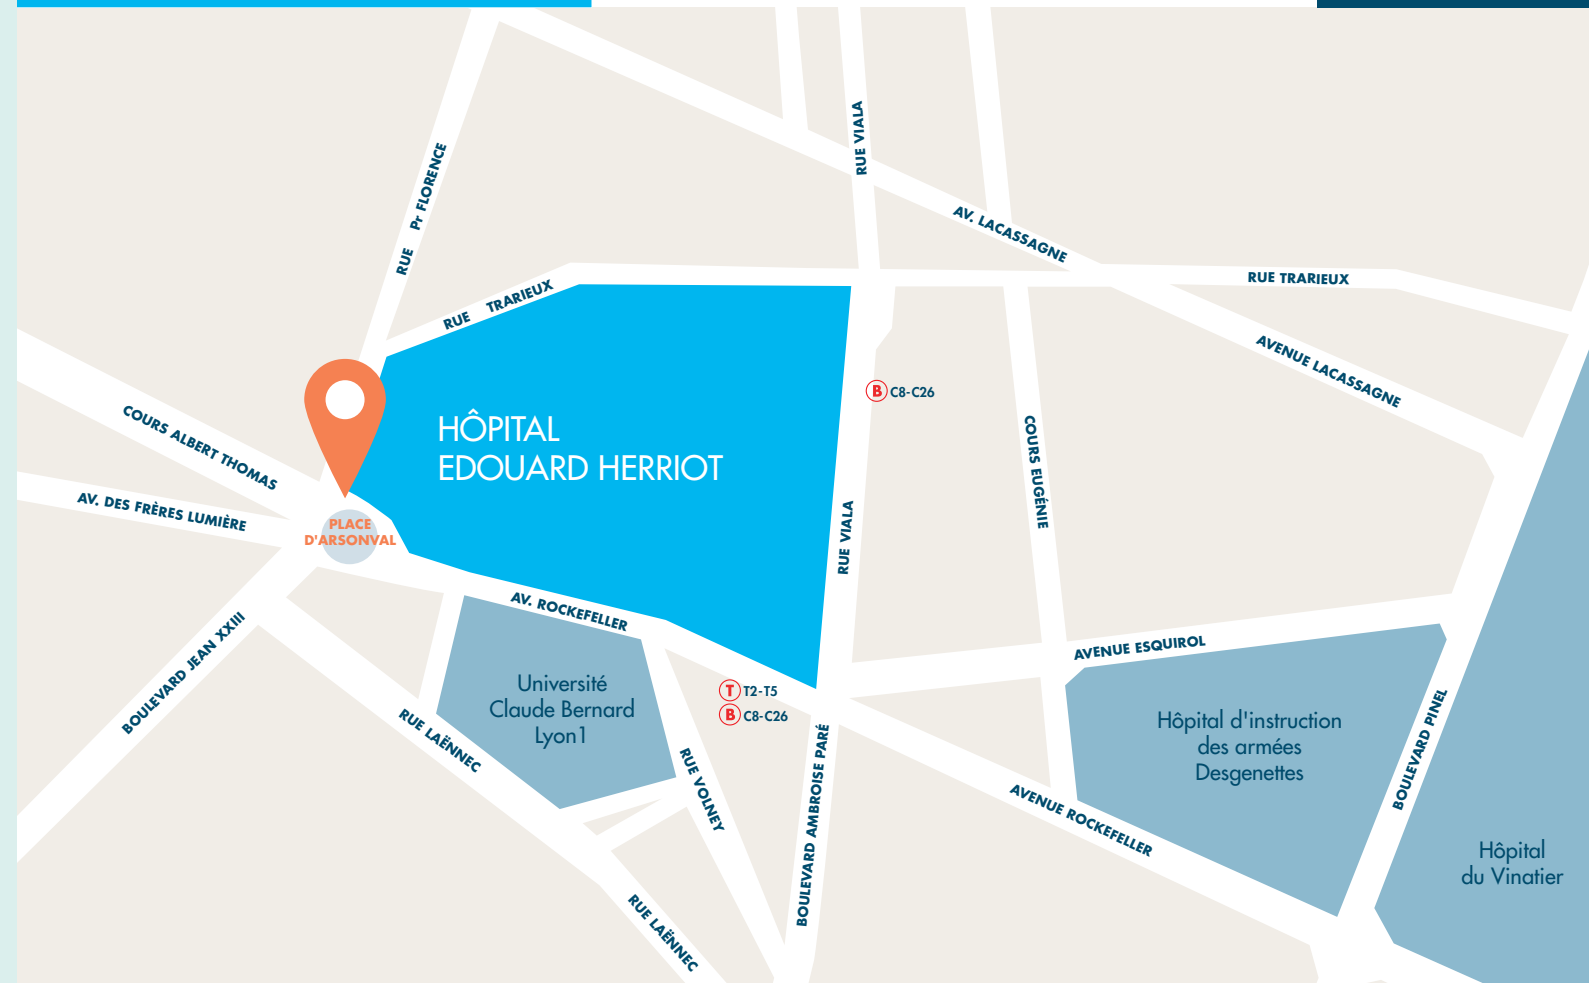 RUE VIALA
RUE Pr FLORENCE
AV. LACASSAGNE
RUE TRARIEUX
RUE TRARIEUX
AVENUE LACASSAGNE
B C8-C26
COURS ALBERT THOMAS
HÔPITAL
EDOUARD HERRIOT
COURS EUGÉNIE
AV. DES FRÈRES LUMIÈRE
PLACE
D'ARSONVAL
RUE VIALA
AV. ROCKEFELLER
BOULEVARD JEAN XXIII
AVENUE ESQUIROL
Université
Claude Bernard
Lyon1
T T2-T5
B C8-C26
Hôpital d'instruction
des armées
Desgenettes
BOULEVARD PINEL
RUE LAËNNEC
RUE VOLNEY
BOULEVARD AMBROISE PARÉ
AVENUE ROCKEFELLER
Hôpital
du Vinatier
RUE LAËNNEC